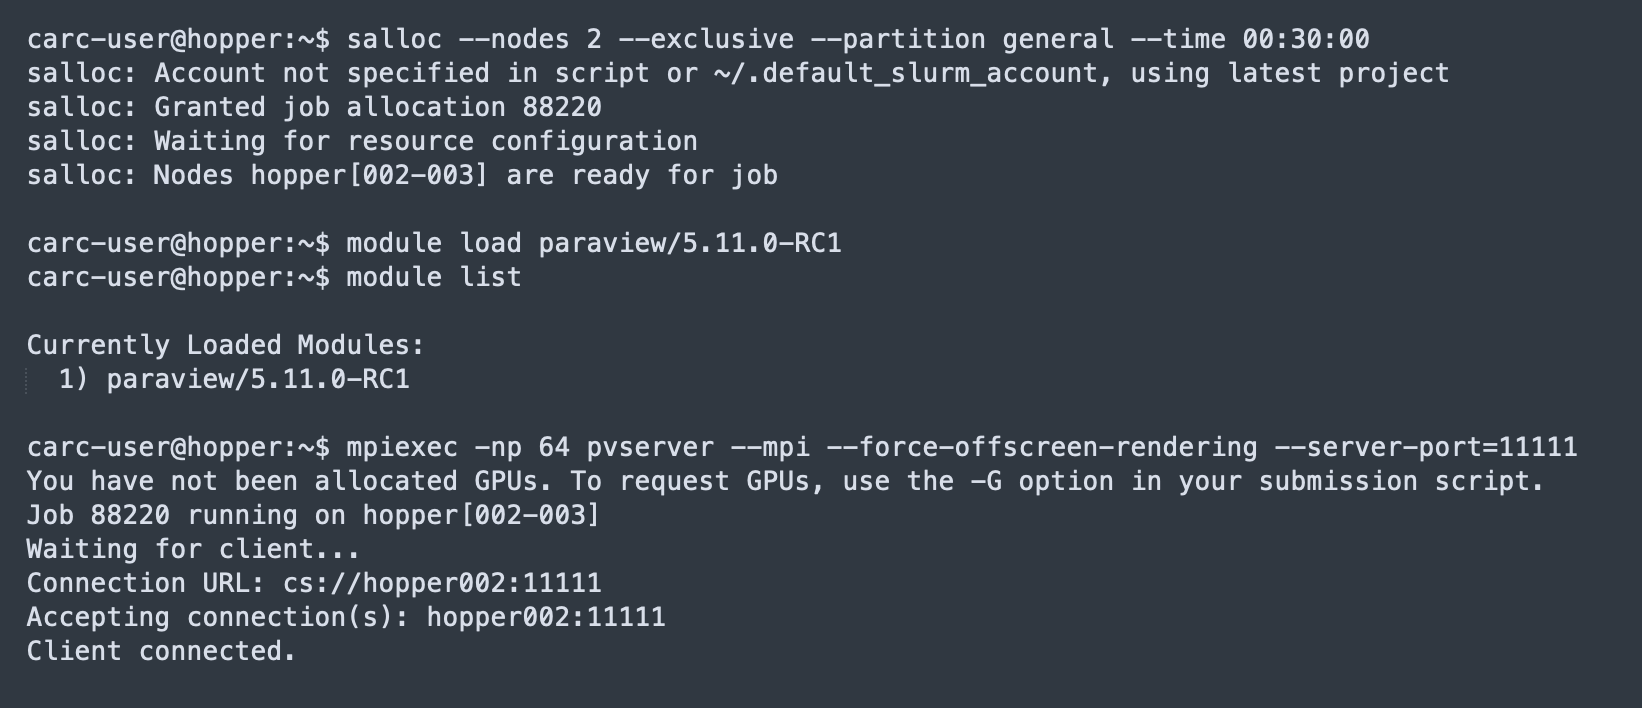 carc-user@hopper:~$ salloc --nodes 2 --exclusive --partition general --time 00:30:00
salloc: Account not specified in script or ~/.default_slurm_account, using latest project
salloc: Granted job allocation 88220
salloc: Waiting for resource configuration
salloc: Nodes hopper[002-003] are ready for job
carc-user@hopper:~$ module load paraview/5.11.0-RC1
carc-user@hopper:~$ module list
Currently Loaded Modules:
1) paraview/5.11.0-RC1
carc-user@hopper:~$ mpiexec -np 64 pvserver --mpi --force-offscreen-rendering --server-port=11111
You have not been allocated GPUs. To request GPUs, use the -G option in your submission script.
Job 88220 running on hopper[002-003]
Waiting for client...
Connection URL: cs://hopper002:11111
Accepting connection(s): hopper002:11111
Client connected.